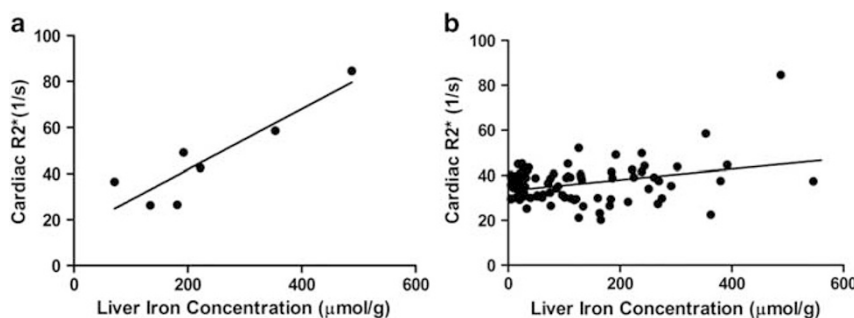 a
100
80
60
40
20
0
Cardiac R2*(1/s)
0 200 400 600
Liver Iron Concentration (μmol/g)
b
100
80
60
40
20
0
Cardiac R2* (1/s)
0 200 400 600
Liver Iron Concentration (μmol/g)